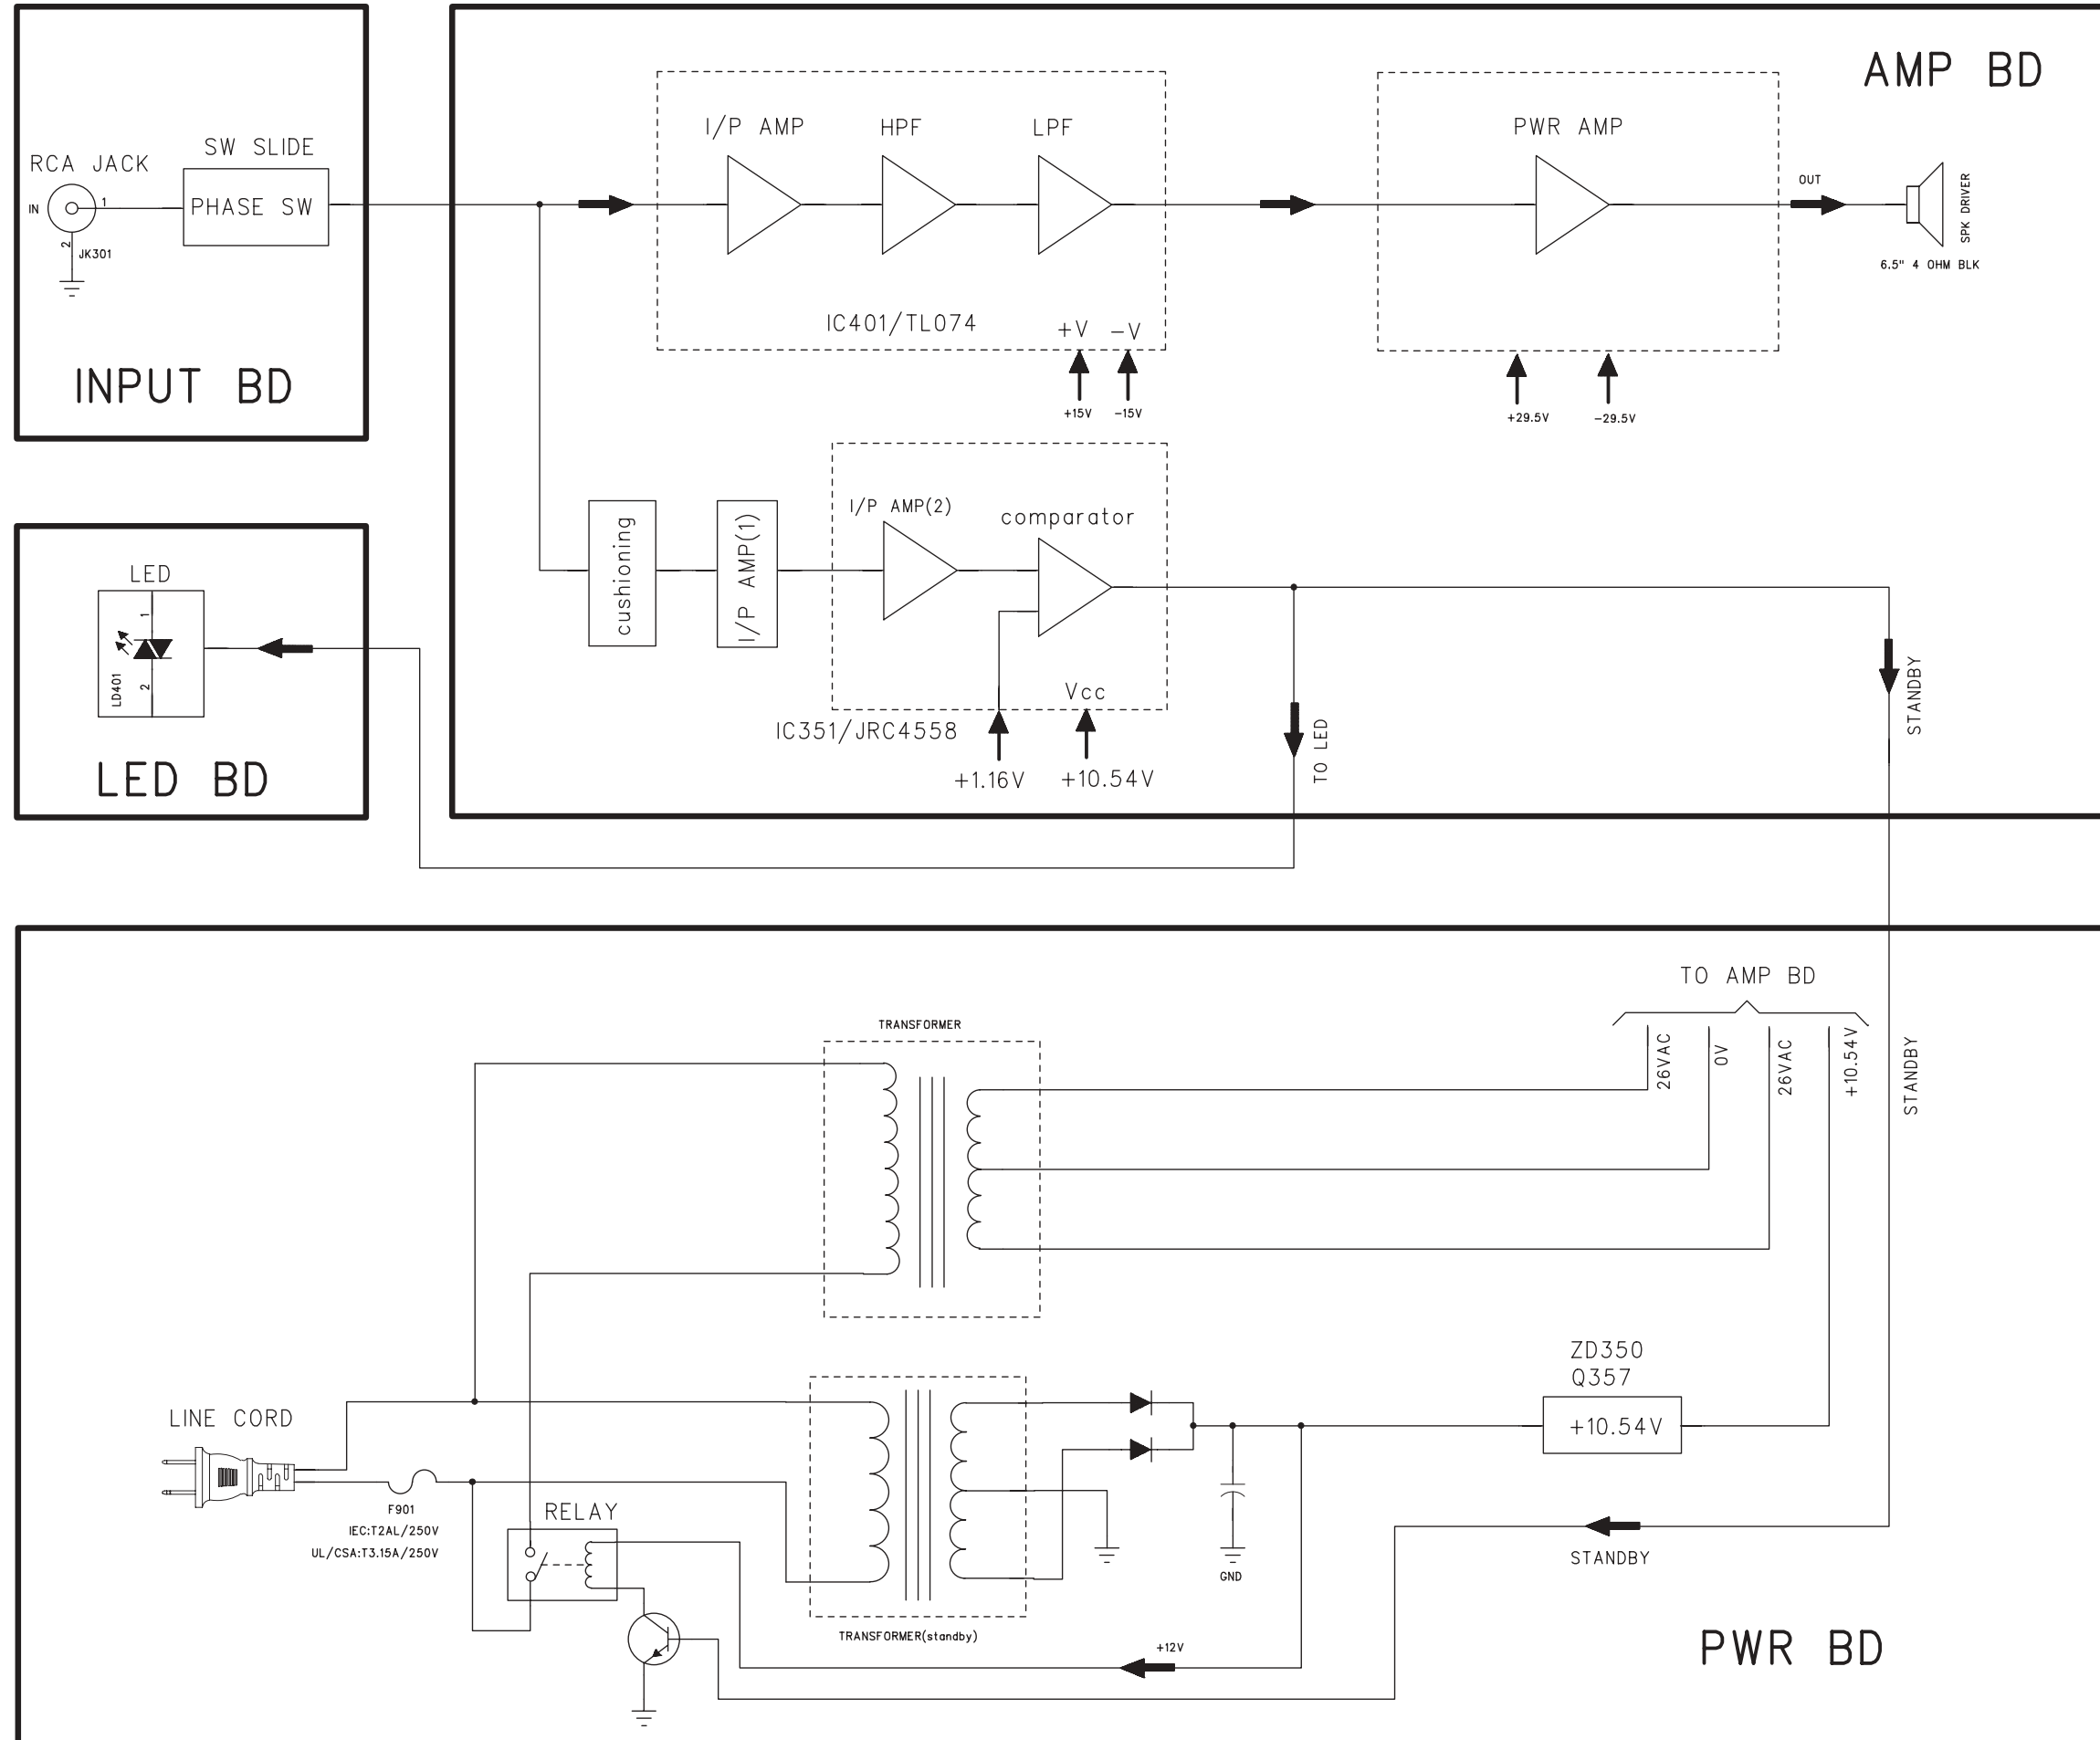 RCA JACK
SW SLIDE
IN
1
PHASE SW
2
JK301
INPUT BD
AMP BD
I/P AMP
HPF
LPF
IC401/TL074
+V
-V
+15V
-15V
PWR AMP
+29.5V
-29.5V
OUT
SPK DRIVER
6.5" 4 OHM BLK
cushioning
I/P AMP(1)
I/P AMP(2)
comparator
Vcc
IC351/JRC4558
+1.16V
+10.54V
TO LED
STANDBY
LED
1
LD401
2
LED BD
TO AMP BD
26VAC
0V
26VAC
+10.54V
STANDBY
TRANSFORMER
ZD350
Q357
+10.54V
LINE CORD
F901
IEC:T2AL/250V
UL/CSA:T3.15A/250V
RELAY
GND
STANDBY
TRANSFORMER(standby)
+12V
PWR BD